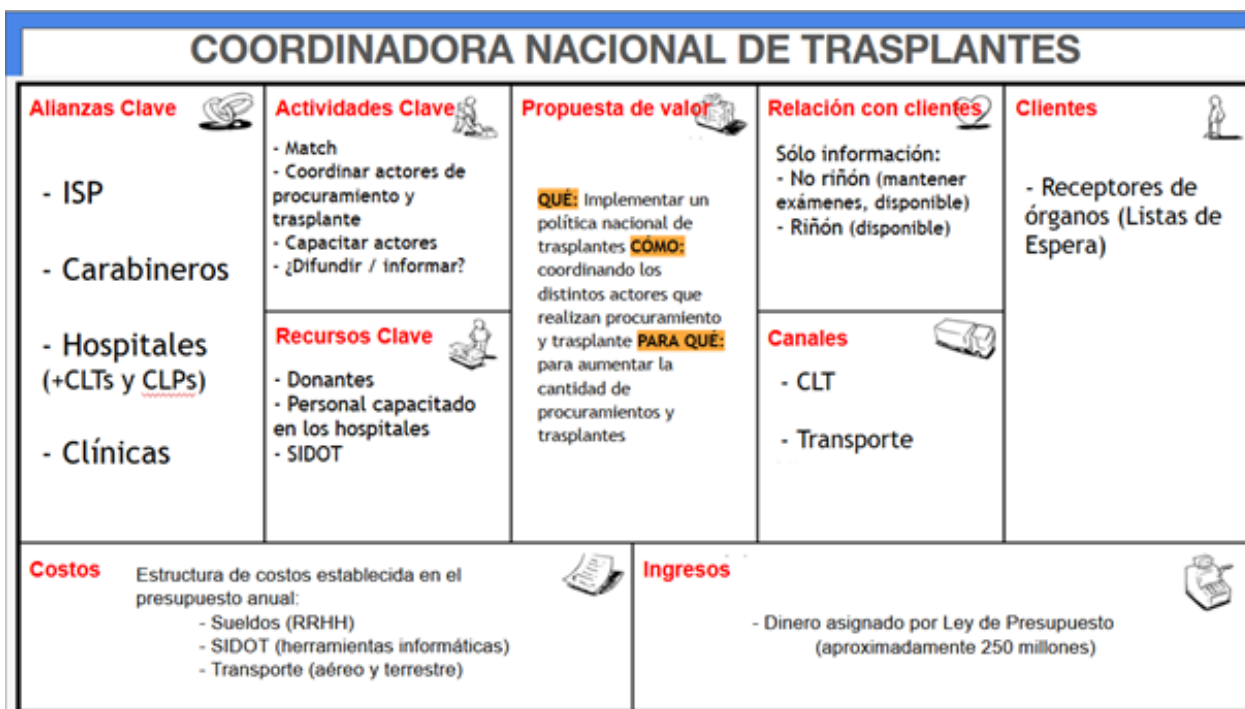 COORDINADORA NACIONAL DE TRASPLANTES
Alianzas Clave
- ISP
- Carabineros
- Hospitales
(+CLTs y CLPs)
- Clínicas
Actividades Clave
- Match
- Coordinar actores de
procuramiento y
trasplante
- Capacitar actores
- ¿Difundir / informar?
Recursos Clave
- Donantes
- Personal capacitado
en los hospitales
- SIDOT
Propuesta de valor
QUÉ: Implementar un
política nacional de
trasplantes CÓMO:
coordinando los
distintos actores que
realizan procuramiento
y trasplante PARA QUÉ:
para aumentar la
cantidad de
procuramientos y
trasplantes
Relación con clientes
Sólo información:
- No riñón (mantener
exámenes, disponible)
- Riñón (disponible)
Canales
- CLT
- Transporte
Clientes
- Receptores de
órganos (Listas de
Espera)
Costos
Estructura de costos establecida en el
presupuesto anual:
- Sueldos (RRHH)
- SIDOT (herramientas informáticas)
- Transporte (aéreo y terrestre)
Ingresos
- Dinero asignado por Ley de Presupuesto
(aproximadamente 250 millones)